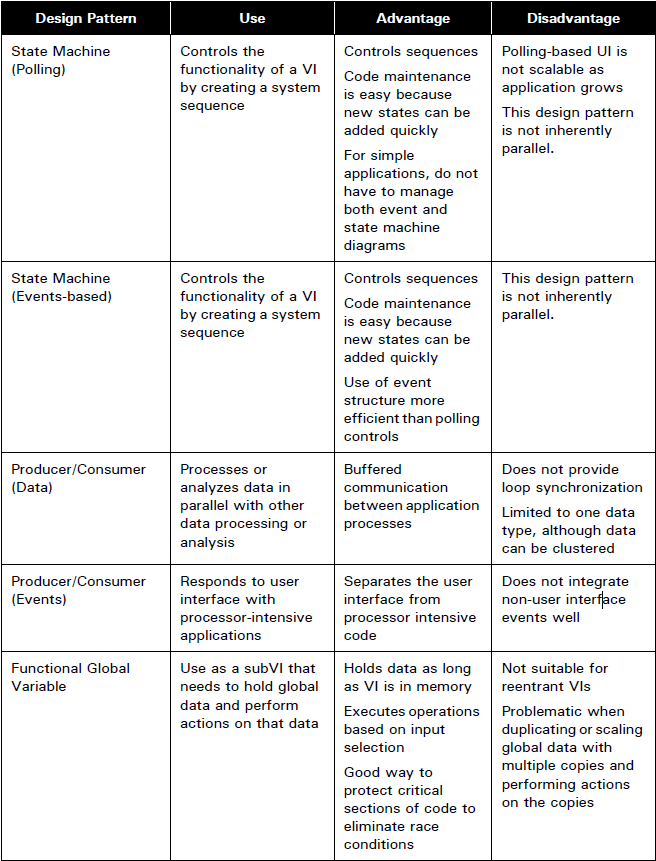 Design Pattern
Use
Advantage
Disadvantage
State Machine
(Polling)
Controls the
functionality of a VI
by creating a system
sequence
Controls sequences
Code maintenance
is easy because
new states can be
added quickly
For simple
applications, do not
have to manage
both event and
state machine
diagrams
Polling-based UI is
not scalable as
application grows
This design pattern
is not inherently
parallel.
State Machine
(Events-based)
Controls the
functionality of a VI
by creating a system
sequence
Controls sequences
Code maintenance
is easy because
new states can be
added quickly
Use of event
structure more
efficient than polling
controls
This design pattern
is not inherently
parallel.
Producer/Consumer
(Data)
Processes or
analyzes data in
parallel with other
data processing or
analysis
Buffered
communication
between application
processes
Does not provide
loop synchronization
Limited to one data
type, although data
can be clustered
Producer/Consumer
(Events)
Responds to user
interface with
processor-intensive
applications
Separates the user
interface from
processor intensive
code
Does not integrate
non-user interface
events well
Functional Global
Variable
Use as a subVI that
needs to hold global
data and perform
actions on that data
Holds data as long
as VI is in memory
Executes operations
based on input
selection
Good way to
protect critical
sections of code to
eliminate race
conditions
Not suitable for
reentrant VIs
Problematic when
duplicating or scaling
global data with
multiple copies and
performing actions
on the copies